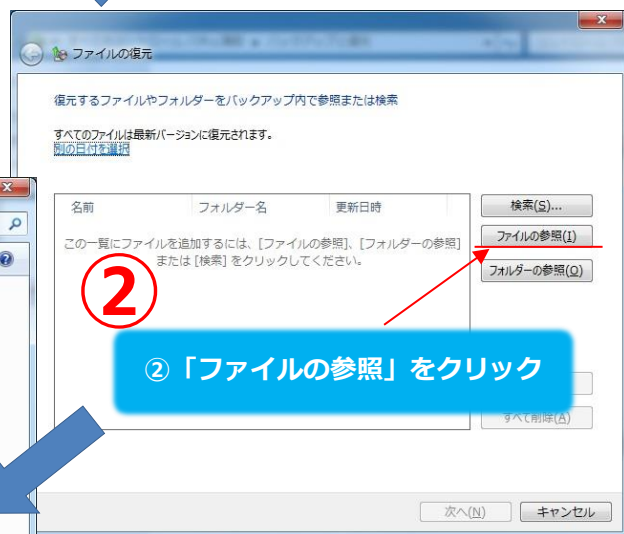 ファイルの復元
復元するファイルやフォルダーをバックアップ内で参照または検索
すべてのファイルは最新バージョンに復元されます。
別の日付を選択
名前 フォルダー名 更新日時
検索(S)...
この一覧にファイルを追加するには、[ファイルの参照]、[フォルダーの参照]
または [検索] をクリックしてください。
ファイルの参照(I)
フォルダーの参照(O)
②
②「ファイルの参照」をクリック
すべて削除(A)
次へ(N) キャンセル